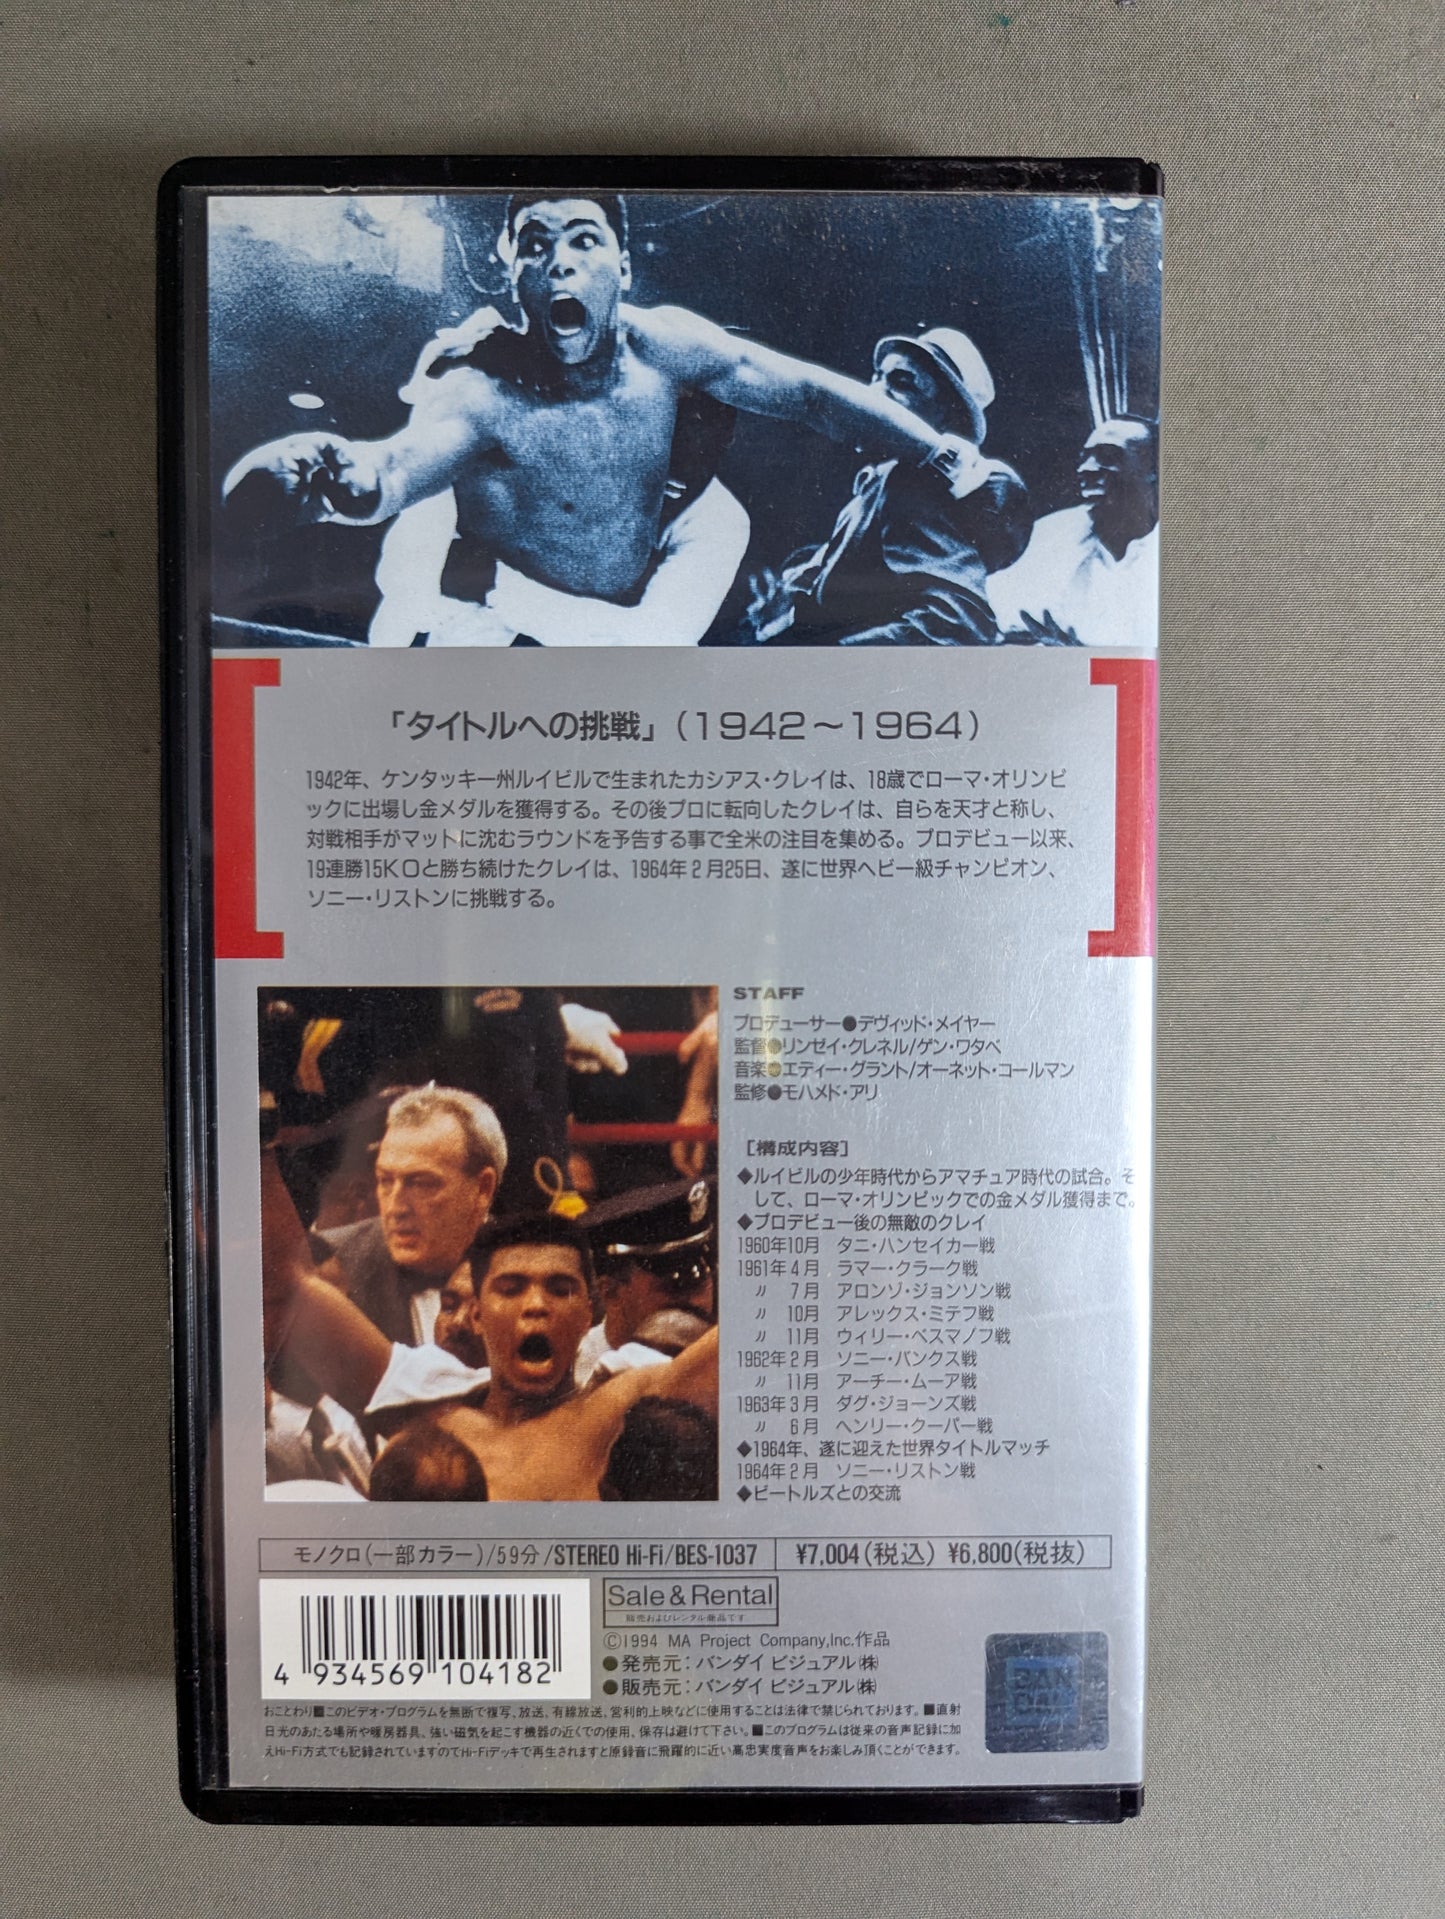 「タイトルへの挑戦」(1942～1964)
1942年、ケンタッキー州ルイビルで生まれたカシアス・クレイは、18歳でローマ・オリンピ
ックに出場し金メダルを獲得する。その後プロに転向したクレイは、自らを天才と称し、
対戦相手がマットに沈むラウンドを予告する事で全米の注目を集める。プロデビュー以来、
19連勝15KOと勝ち続けたクレイは、1964年2月25日、遂に世界ヘビー級チャンピオン、
ソニー・リストンに挑戦する。
STAFF
プロデューサー●デヴィッド・メイヤー
監督●リンゼイ・クレネル/ゲン・ワタベ
音楽●エディー・グラント/オーネット・コールマン
監修●モハメド・アリ
[構成内容]
◆ルイビルの少年時代からアマチュア時代の試合。そ
して、ローマ・オリンピックでの金メダル獲得まで。
◆プロデビュー後の無敵のクレイ
1960年10月 タニ・ハンセイカー戦
1961年4月 ラマー・クラーク戦
〃 7月 アロンゾ・ジョンソン戦
〃 10月 アレックス・ミテフ戦
〃 11月 ウィリー・ベスマノフ戦
1962年2月 ソニー・バンクス戦
〃 11月 アーチー・ムーア戦
1963年3月 ダグ・ジョーンズ戦
〃 6月 ヘンリー・クーパー戦
◆1964年、遂に迎えた世界タイトルマッチ
1964年2月 ソニー・リストン戦
◆ビートルズとの交流
モノクロ(一部カラー)/59分/STEREO Hi-Fi/BES-1037 ¥7,004(税込) ¥6,800(税抜)
Sale & Rental
販売およびレンタル商品です
©1994 MA Project Company,Inc.作品
●発売元：バンダイ ビジュアル㈱
●販売元：バンダイ ビジュアル㈱
4 934569 104182
BAN
DAI
おことわり■このビデオ・プログラムを無断で複写、放送、有線放送、営利的上映などに使用することは法律で禁じられております。■直射
日光のあたる場所や暖房器具、強い磁気を起こす機器の近くでの使用、保存は避けて下さい。■このプログラムは従来の音声記録に加
えHi-Fi方式でも記録されていますのでHi-Fiデッキで再生されますと原録音に飛躍的に近い高忠実度音声をお楽しみ頂くことができます。